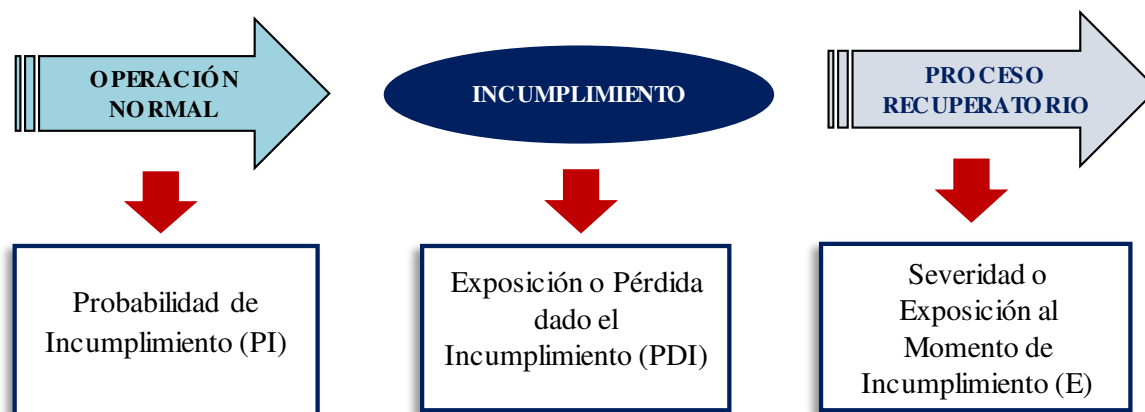 OPERACIÓN
NORMAL
INCUMPLIMIENTO
PROCESO
RECUPERATORIO
Probabilidad de
Incumplimiento (PI)
Exposición o Pérdida
dado el
Incumplimiento (PDI)
Severidad o
Exposición al
Momento de
Incumplimiento (E)